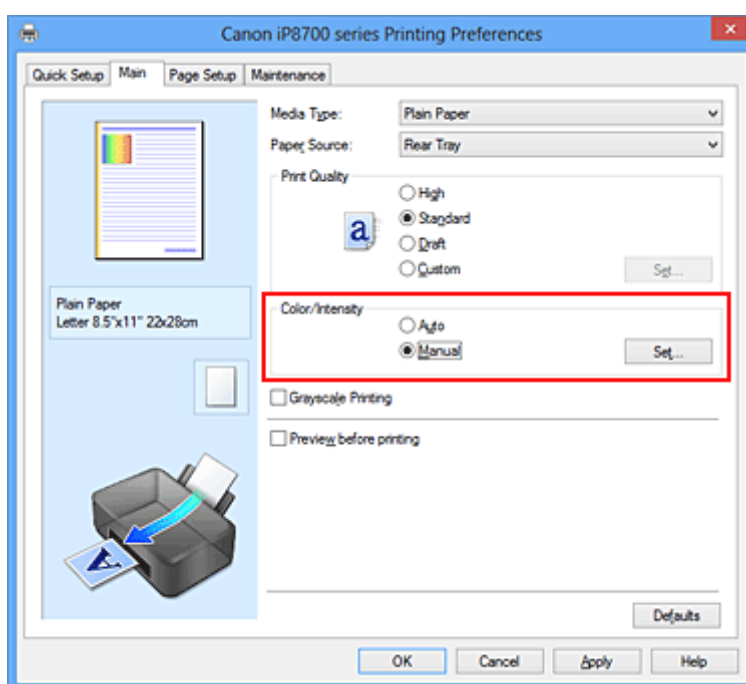 Canon iP8700 series Printing Preferences
Quick Setup Main Page Setup Maintenance
Media Type: Plain Paper
Paper Source: Rear Tray
Print Quality
High
a
Standard
Draft
Custom Set...
Plain Paper
Letter 8.5"x11" 22x28cm
Color/Intensity
Auto
Manual Set...
Grayscale Printing
Preview before printing
A
Defaults
OK Cancel Apply Help